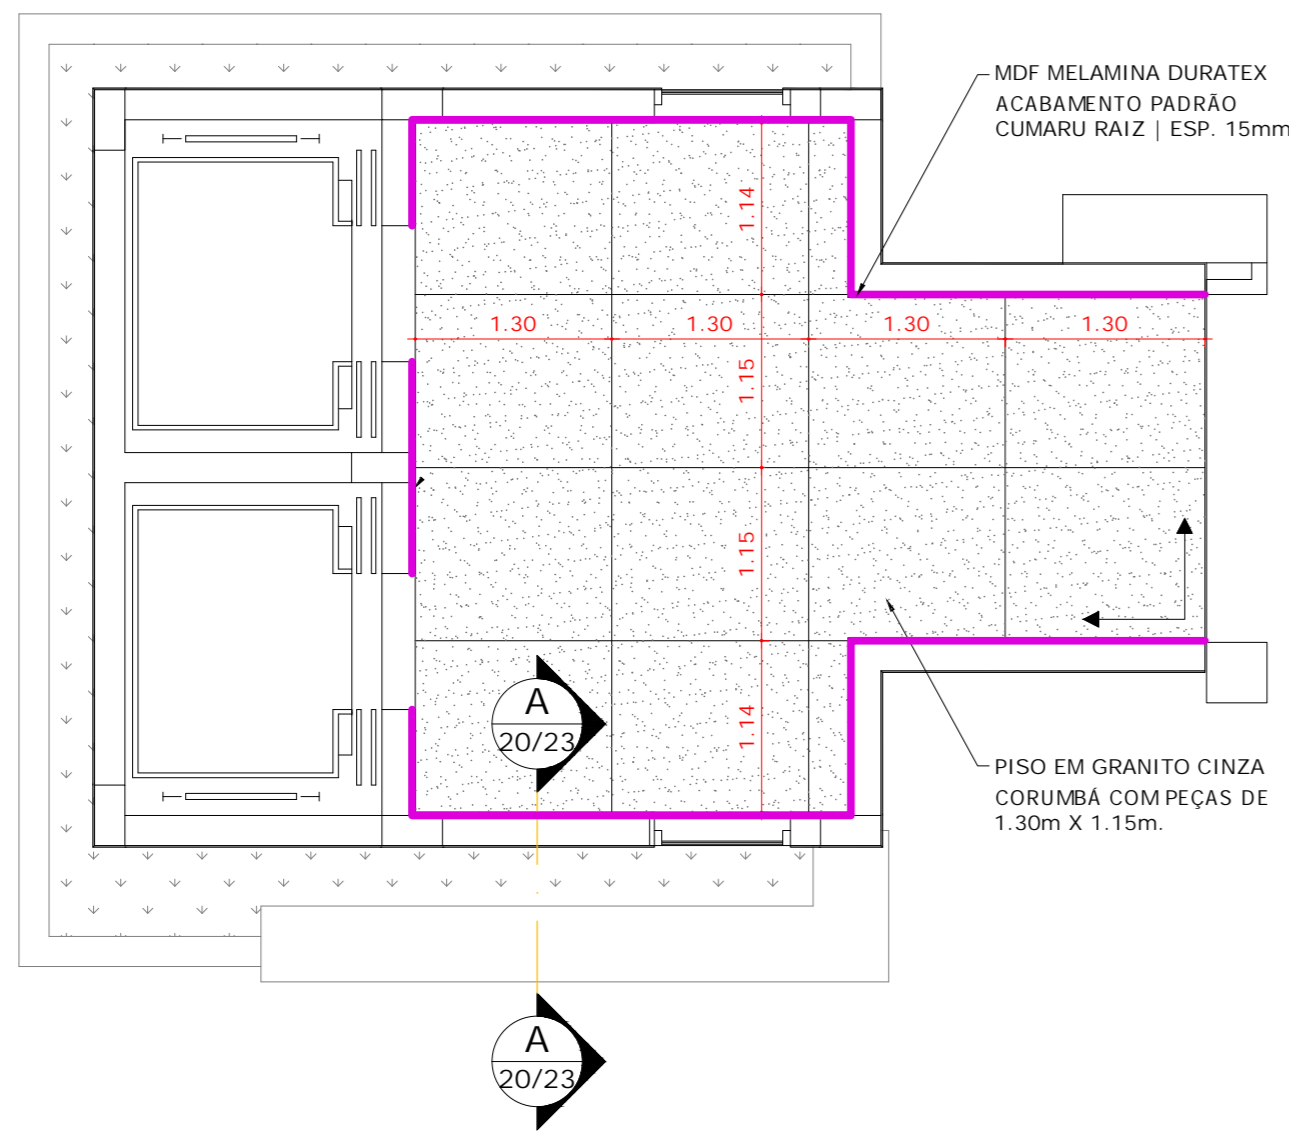 MDF MELAMINA DURATEX
ACABAMENTO PADRÃO
CUMARU RAIZ | ESP. 15mm
1.14
1.30 1.30 1.30 1.30
1.15
1.15
1.14
A
20/23
PISO EM GRANITO CINZA
CORUMBÁ COM PEÇAS DE
1.30m X 1.15m.
A
20/23